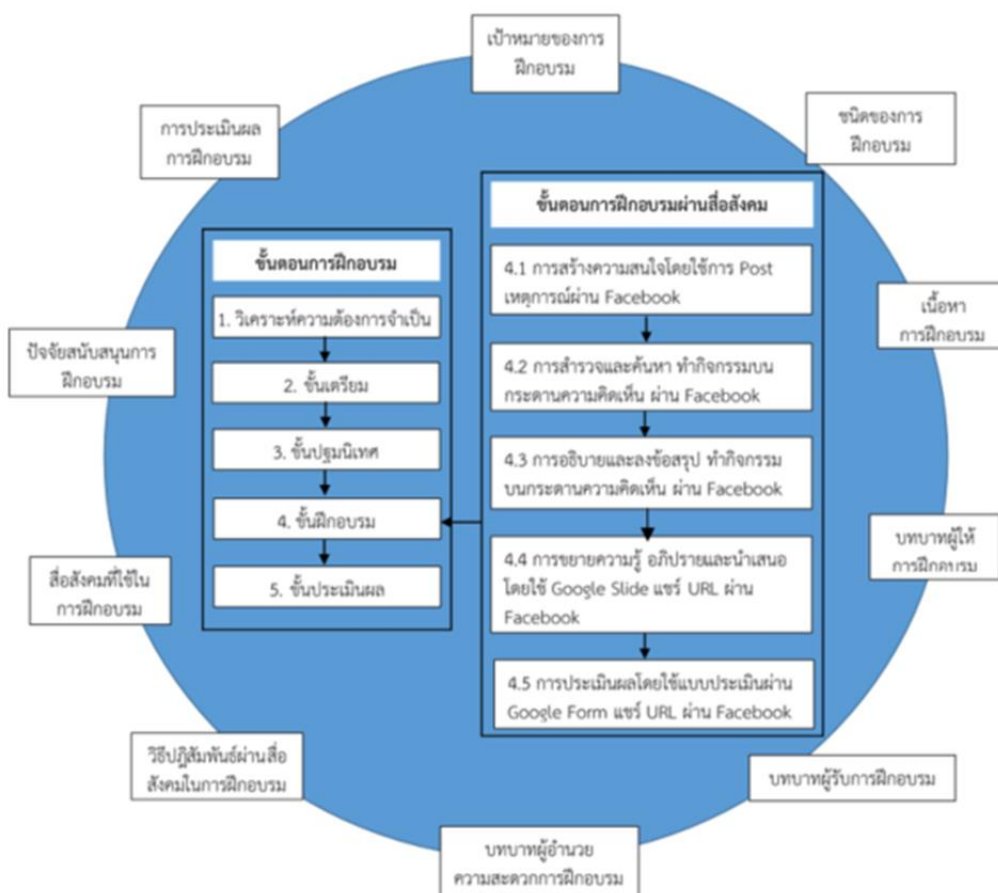 เป้าหมายของการ
ฝึกอบรม
ชนิดของการ
ฝึกอบรม
เนื้อหา
การฝึกอบรม
บทบาทผู้ให้
การฝึกอบรม
บทบาทผู้รับการฝึกอบรม
บทบาทผู้อำนวย
ความสะดวกการฝึกอบรม
วิธีปฏิสัมพันธ์ผ่านสื่อ
สังคมในการฝึกอบรม
สื่อสังคมที่ใช้ใน
การฝึกอบรม
ปัจจัยสนับสนุนการ
ฝึกอบรม
การประเมินผล
การฝึกอบรม
ขั้นตอนการฝึกอบรม
1. วิเคราะห์ความต้องการจำเป็น
2. ขั้นเตรียม
3. ขั้นปฐมนิเทศ
4. ขั้นฝึกอบรม
5. ขั้นประเมินผล
ขั้นตอนการฝึกอบรมผ่านสื่อสังคม
4.1 การสร้างความสนใจโดยใช้การ Post
เหตุการณ์ผ่าน Facebook
4.2 การสำรวจและค้นหา ทำกิจกรรมบน
กระดานความคิดเห็น ผ่าน Facebook
4.3 การอธิบายและลงข้อสรุป ทำกิจกรรม
บนกระดานความคิดเห็น ผ่าน Facebook
4.4 การขยายความรู้ อภิปรายและนำเสนอ
โดยใช้ Google Slide แชร์ URL ผ่าน
Facebook
4.5 การประเมินผลโดยใช้แบบประเมินผ่าน
Google Form แชร์ URL ผ่าน Facebook